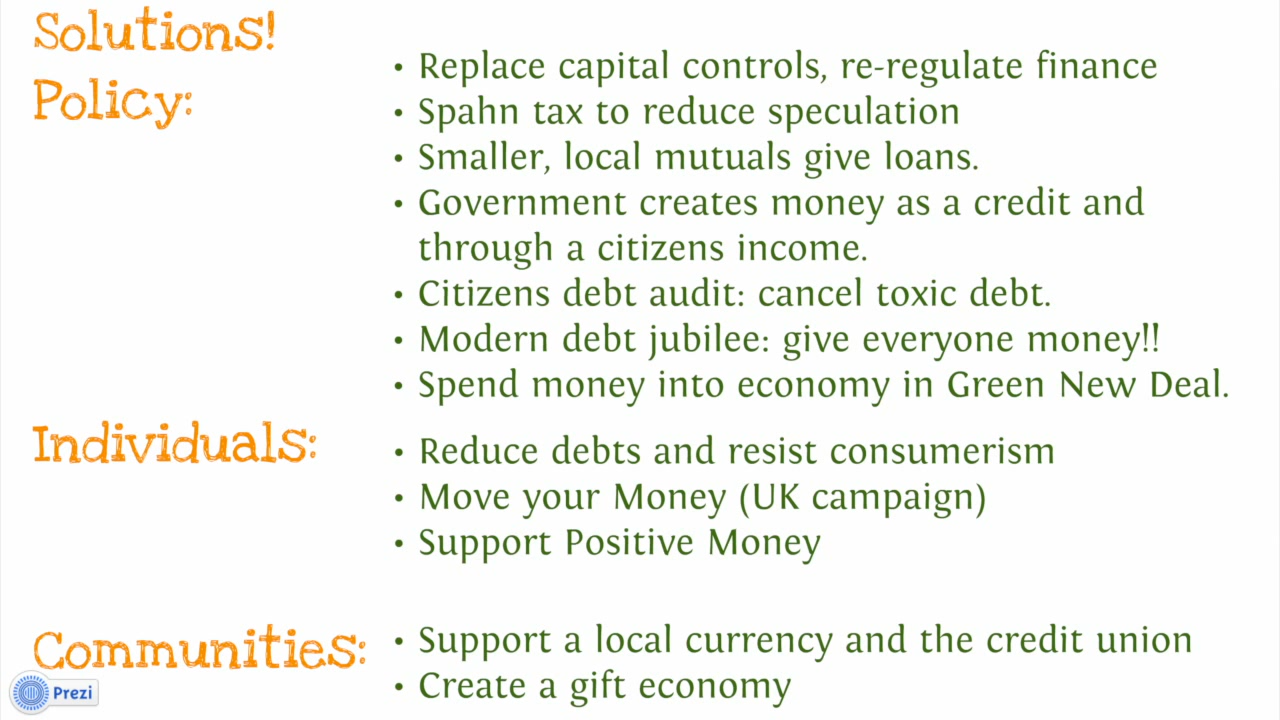 Solutions!
Policy:
• Replace capital controls, re-regulate finance
• Spahn tax to reduce speculation
• Smaller, local mutuals give loans.
• Government creates money as a credit and
through a citizens income.
• Citizens debt audit: cancel toxic debt.
• Modern debt jubilee: give everyone money!!
• Spend money into economy in Green New Deal.
Individuals:
• Reduce debts and resist consumerism
• Move your Money (UK campaign)
• Support Positive Money
Communities:
• Support a local currency and the credit union
• Create a gift economy
Prezi